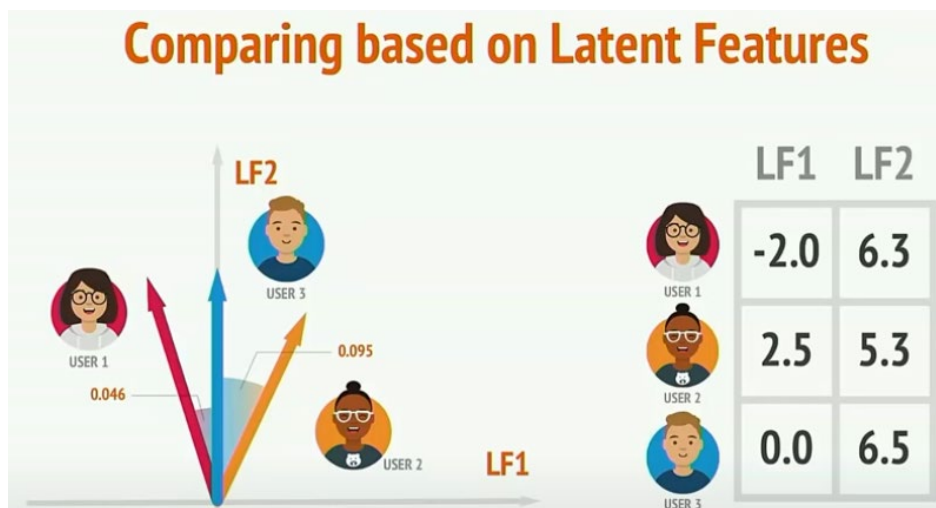 Comparing based on Latent Features
LF2
USER 3
USER 1
0.095
0.046
USER 2
LF1
LF1 LF2
USER 1
-2.0 6.3
USER 2
2.5 5.3
USER 3
0.0 6.5